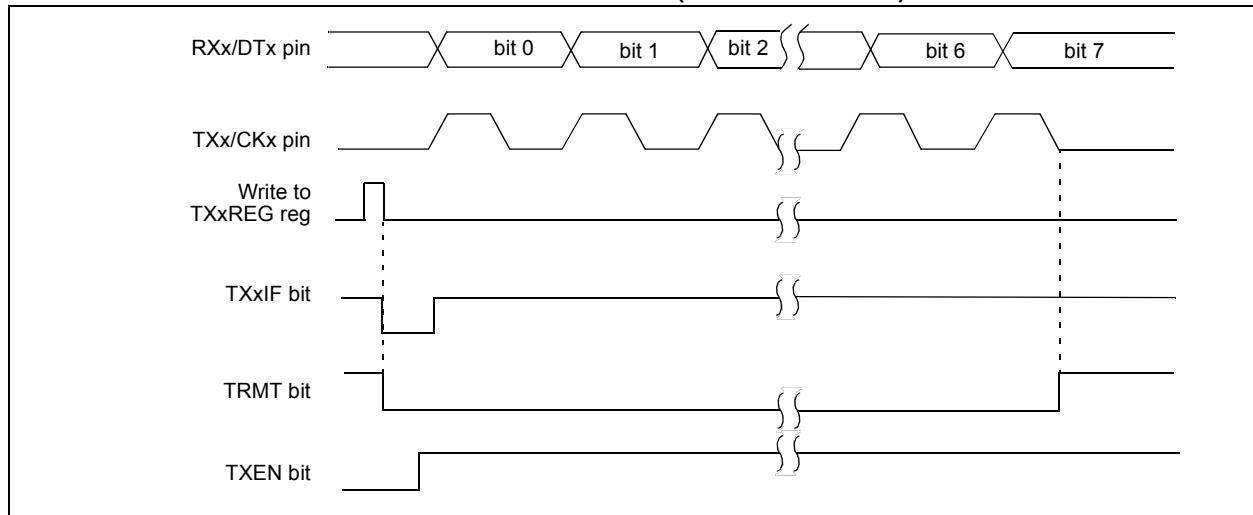 RXx/DTx pin
bit 0
bit 1
bit 2
bit 6
bit 7
TXx/CKx pin
Write to
TXxREG reg
TXxIF bit
TRMT bit
TXEN bit